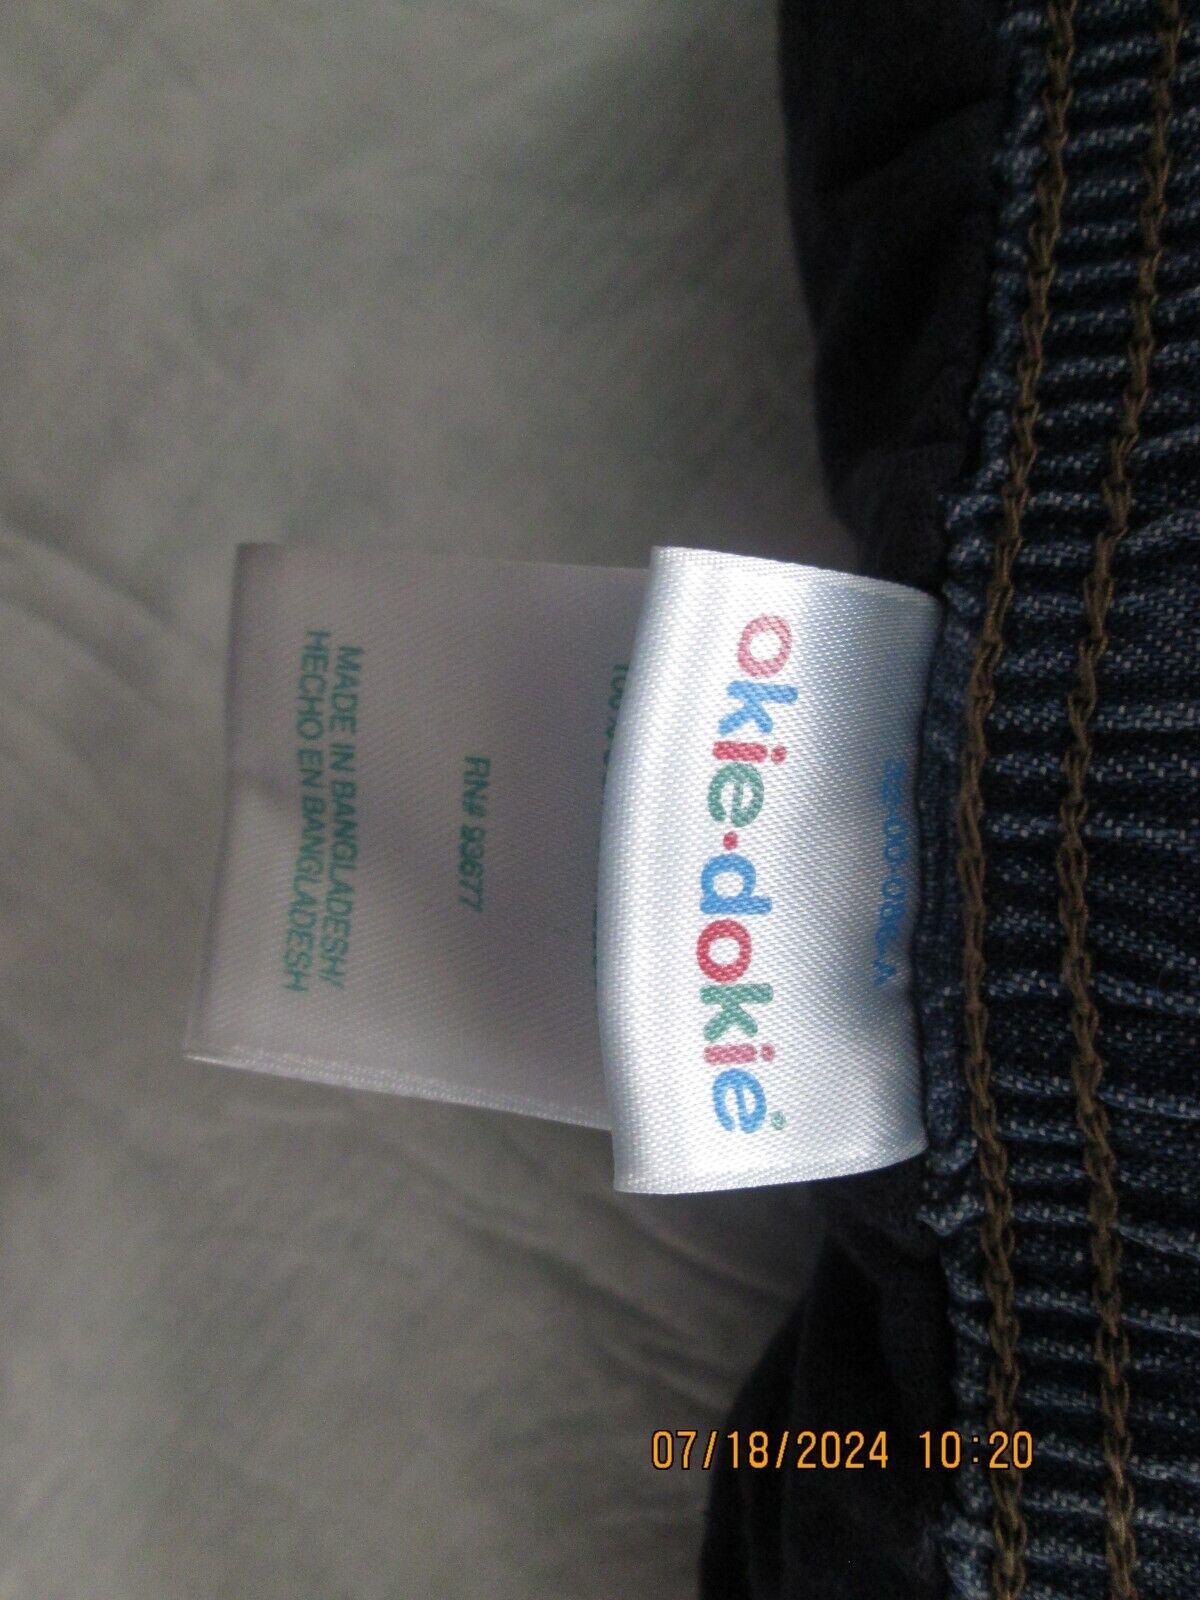 okie·dokie
RN# 93677
MADE IN BANGLADESH/
HECHO EN BANGLADESH
07/18/2024 10:20